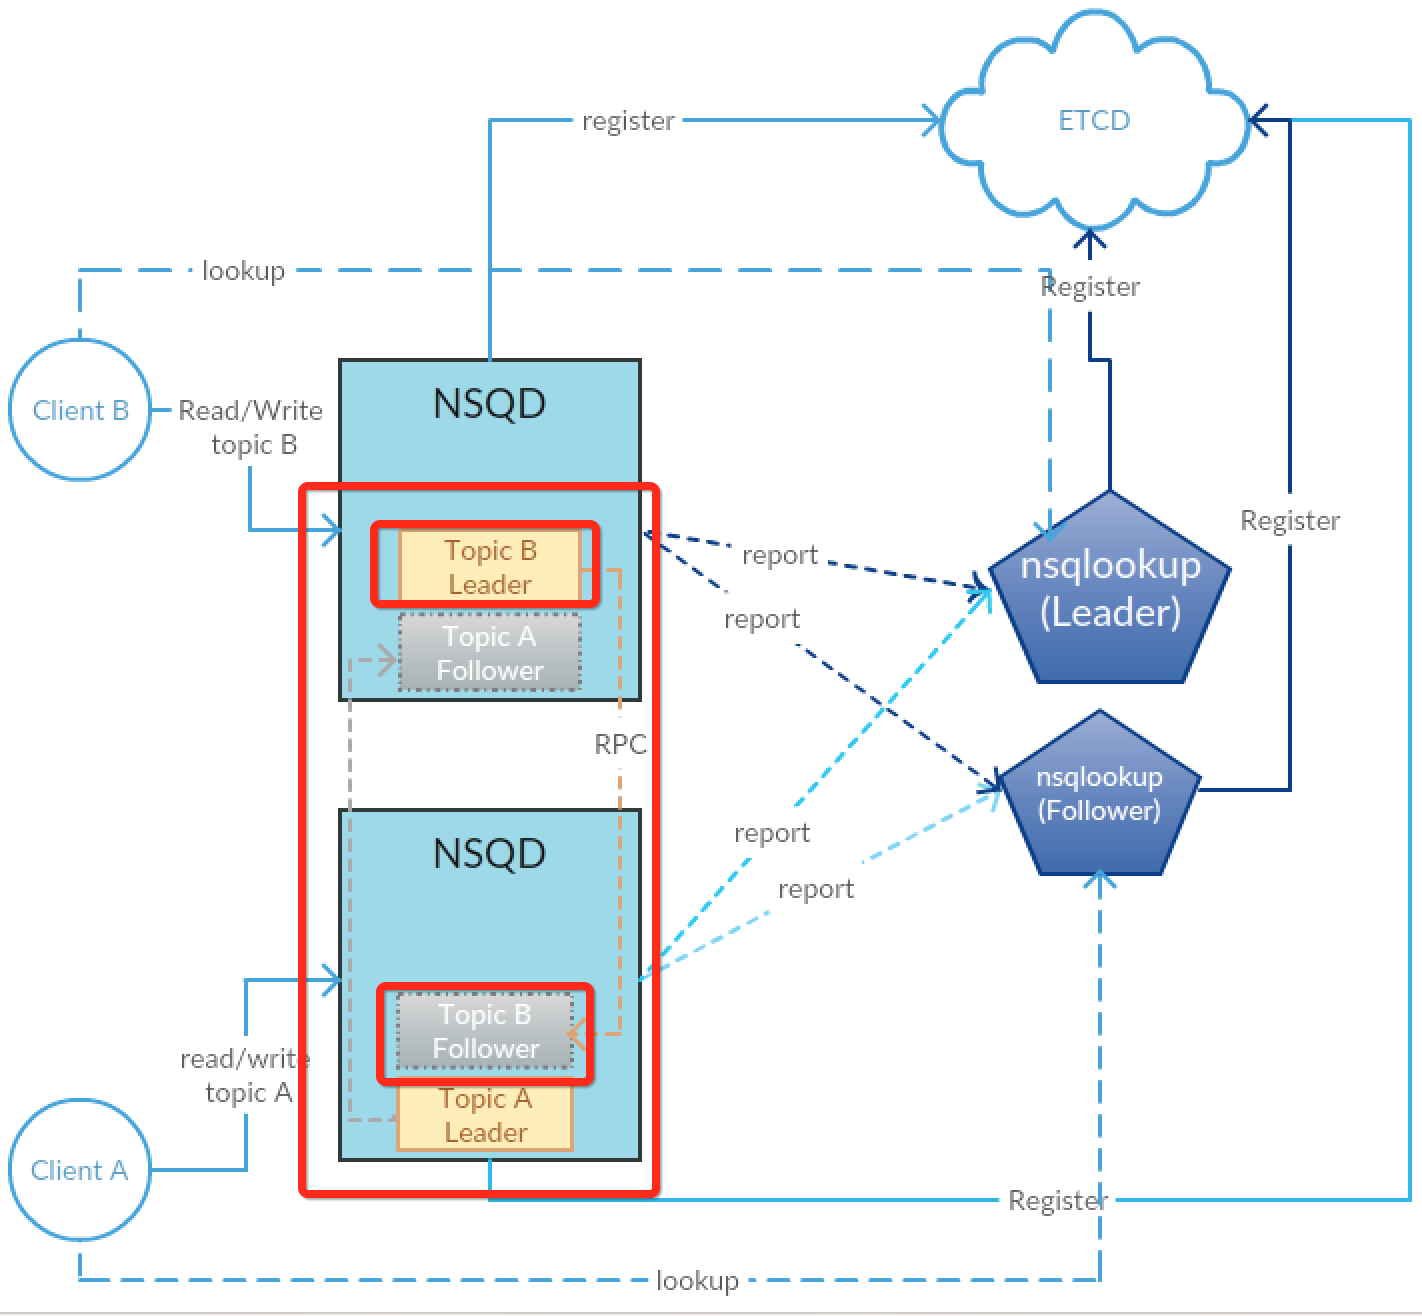 ETCD
register
lookup
Register
Client B
Read/Write
topic B
NSQD
Topic B
Leader
Topic A
Follower
report
report
nsqlookup
(Leader)
Register
RPC
nsqlookup
(Follower)
NSQD
report
report
Topic B
Follower
Topic A
Leader
read/write
topic A
Client A
Register
lookup